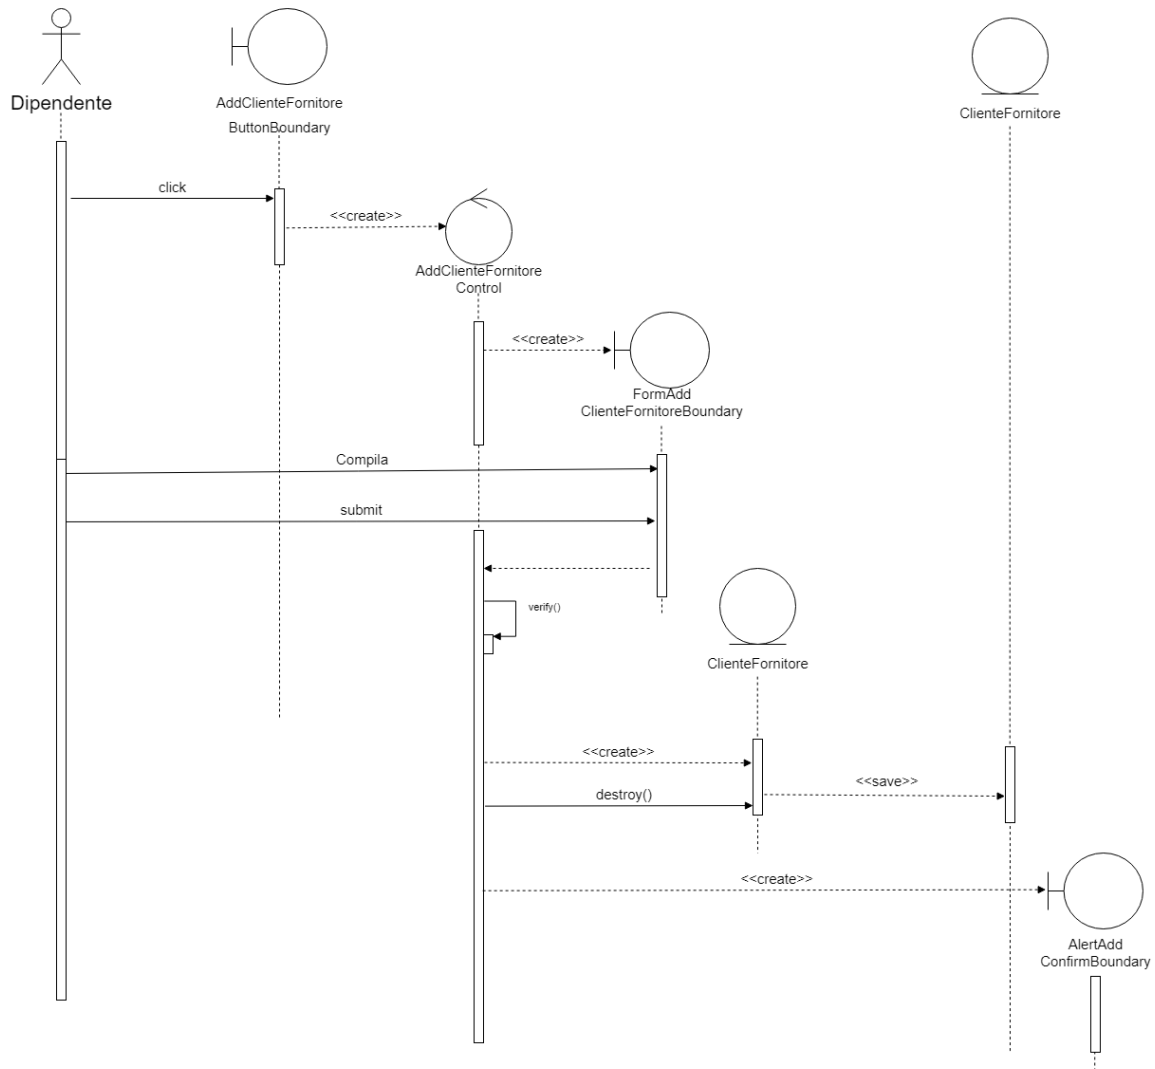 Dipendente
AddClienteFornitore
ButtonBoundary
ClienteFornitore
click
<<create>>
AddClienteFornitore
Control
<<create>>
FormAdd
ClienteFornitoreBoundary
Compila
submit
verify()
ClienteFornitore
<<create>>
<<save>>
destroy()
<<create>>
AlertAdd
ConfirmBoundary